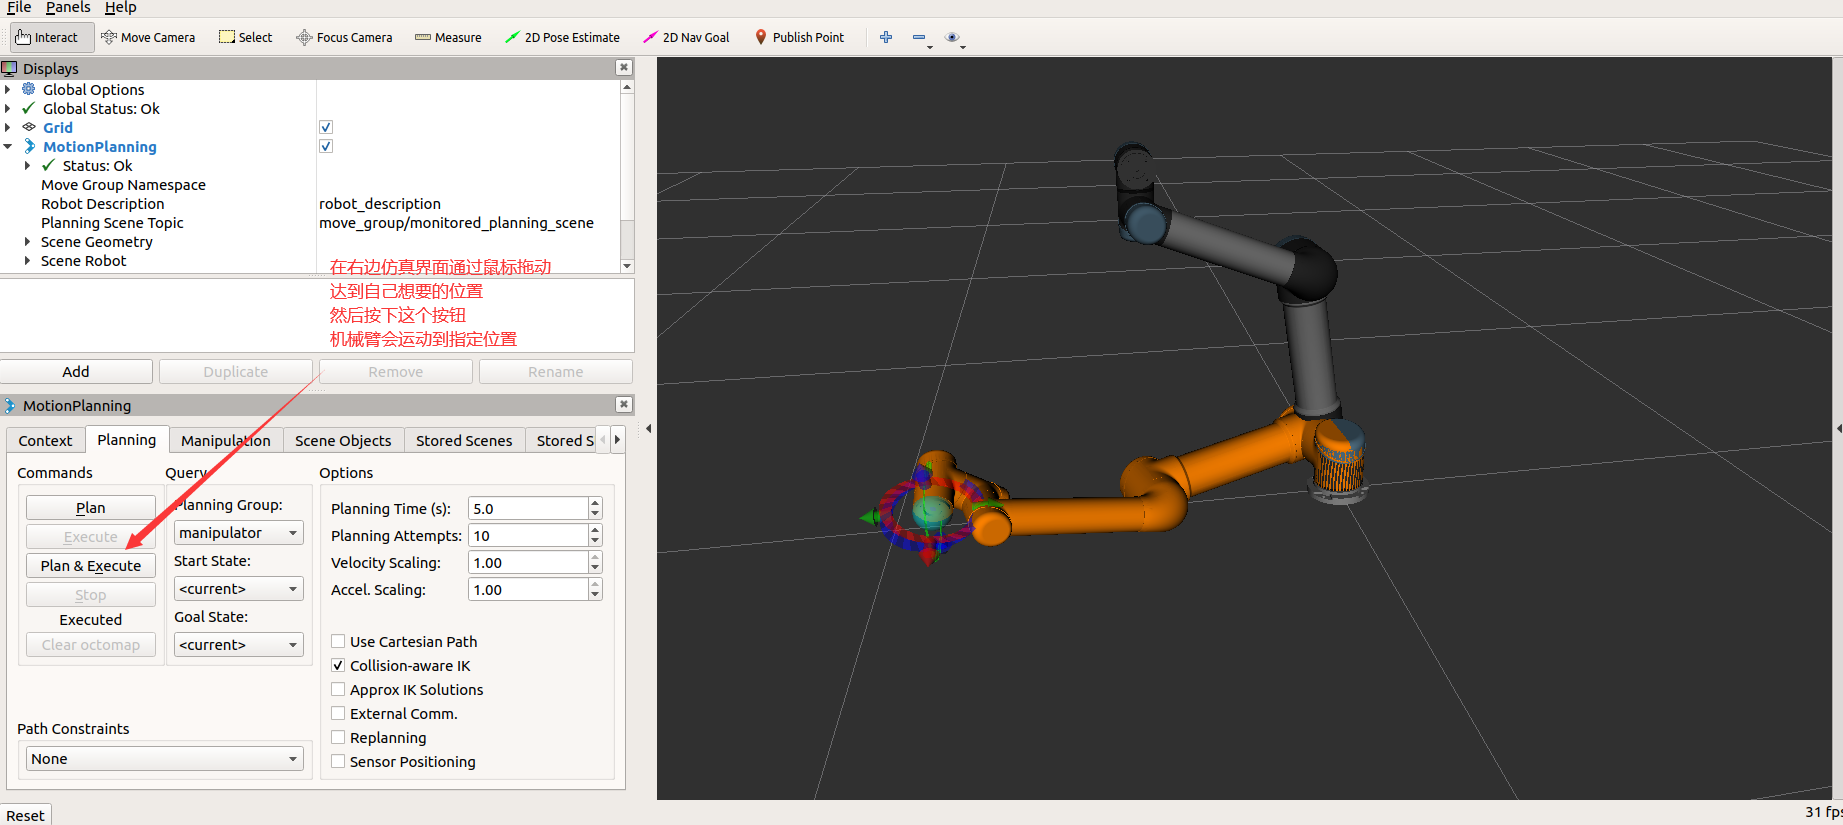 File Panels Help
Interact Move Camera Select Focus Camera Measure 2D Pose Estimate 2D Nav Goal Publish Point
Displays
Global Options
Global Status: Ok
Grid
MotionPlanning
Status: Ok
Move Group Namespace
Robot Description robot_description
Planning Scene Topic move_group/monitored_planning_scene
Scene Geometry
Scene Robot
在右边仿真界面通过鼠标拖动
达到自己想要的位置
然后按下这个按钮
机械臂会运动到指定位置
Add Duplicate Remove Rename
MotionPlanning
Context Planning Manipulation Scene Objects Stored Scenes Stored S
Commands Query Options
Plan
Planning Group:
Planning Time (s): 5.0
Execute
manipulator
Planning Attempts: 10
Plan & Execute
Start State:
Velocity Scaling: 1.00
Stop
<current>
Accel. Scaling: 1.00
Executed
Goal State:
Clear octomap
<current>
Use Cartesian Path
Collision-aware IK
Approx IK Solutions
External Comm.
Replanning
Sensor Positioning
Path Constraints
None
Reset
31 fps